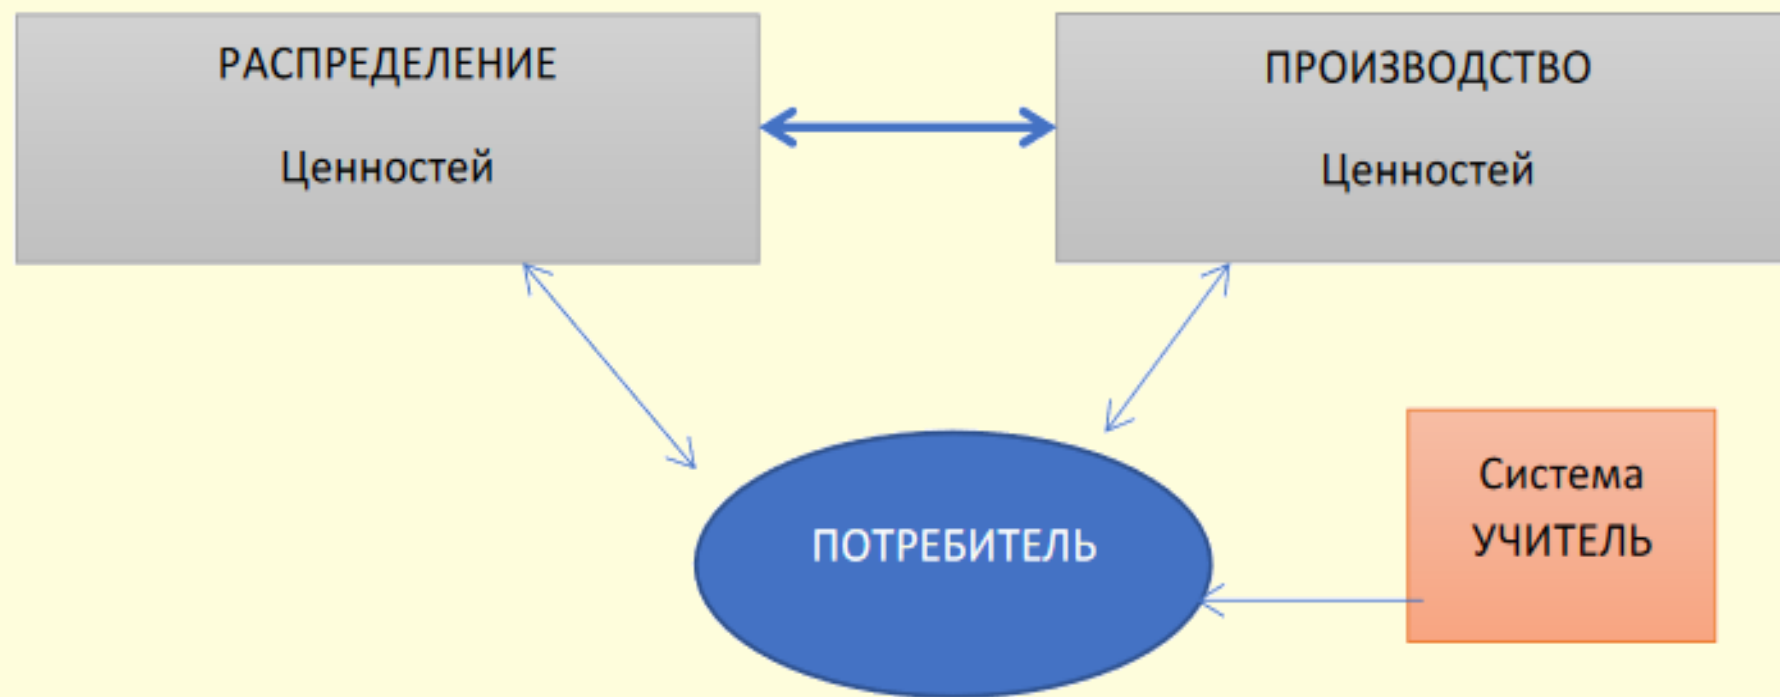 РАСПРЕДЕЛЕНИЕ
Ценностей
ПРОИЗВОДСТВО
Ценностей
ПОТРЕБИТЕЛЬ
Система
УЧИТЕЛЬ